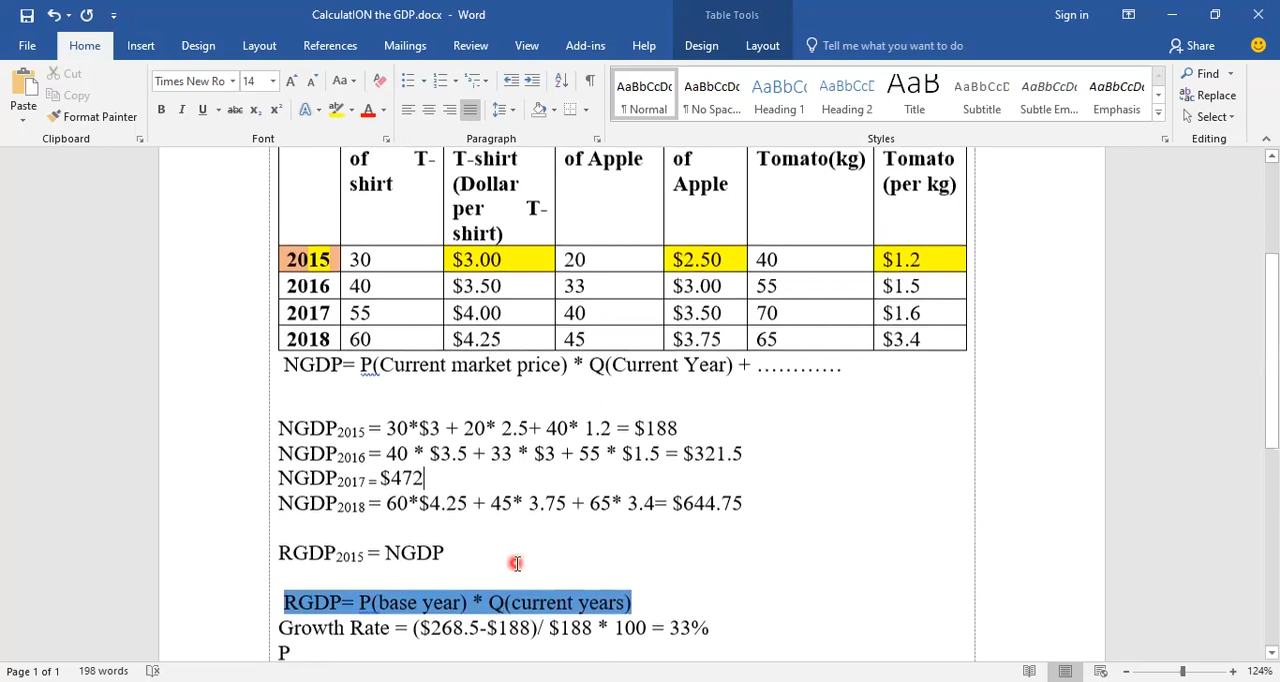 CalculatION the GDP.docx - Word
Table Tools
Sign in
File Home Insert Design Layout References Mailings Review View Add-ins Help Design Layout Tell me what you want to do Share
Paste
Cut
Copy
Format Painter
Times New Ro 14
AaBbCcDc AaBbCcDc AaBbCc AaBbCcD AaB AaBbCcD AaBbCcDc AaBbCcDc
¶ Normal ¶ No Spac... Heading 1 Heading 2 Title Subtitle Subtle Em... Emphasis
Find
Replace
Select
Clipboard Font Paragraph Styles Editing
of T-shirt
T-shirt (Dollar per T-shirt)
of Apple
of Apple
Tomato(kg)
Tomato (per kg)
2015 30 $3.00 20 $2.50 40 $1.2
2016 40 $3.50 33 $3.00 55 $1.5
2017 55 $4.00 40 $3.50 70 $1.6
2018 60 $4.25 45 $3.75 65 $3.4
NGDP= P(Current market price) * Q(Current Year) + …………
NGDP2015 = 30*$3 + 20* 2.5+ 40* 1.2 = $188
NGDP2016 = 40 * $3.5 + 33 * $3 + 55 * $1.5 = $321.5
NGDP2017 = $472
NGDP2018 = 60*$4.25 + 45* 3.75 + 65* 3.4= $644.75
RGDP2015 = NGDP
RGDP= P(base year) * Q(current years)
Growth Rate = ($268.5-$188)/ $188 * 100 = 33%
P
Page 1 of 1 198 words 124%